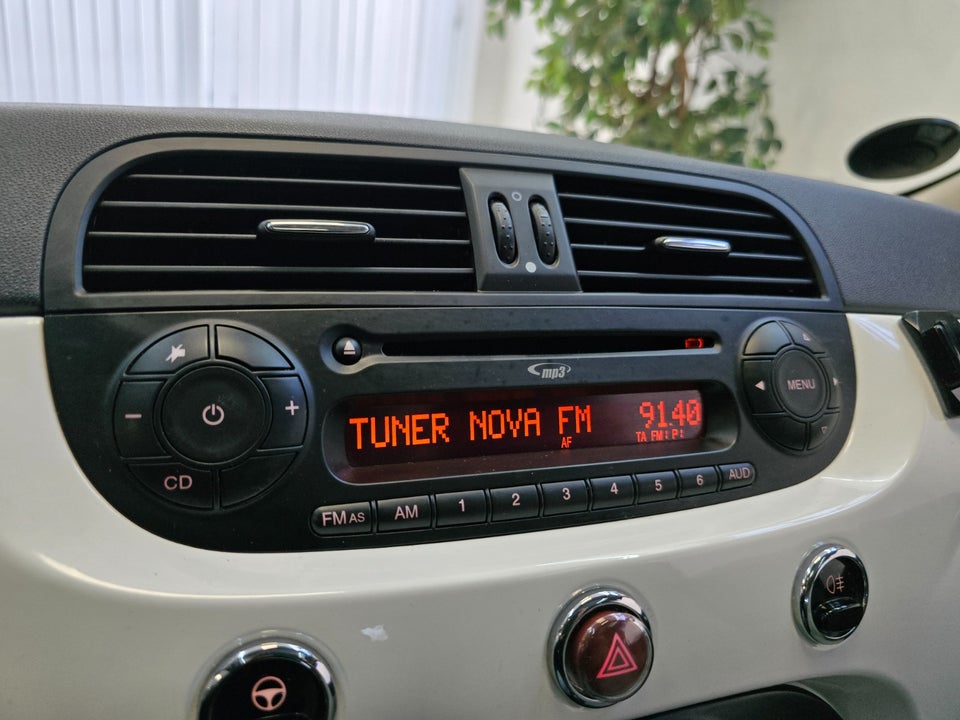 mp3
TUNER NOVA FM 91.40
AF TA FM1 P1
MENU
CD
FM AS AM 1 2 3 4 5 6 AUD